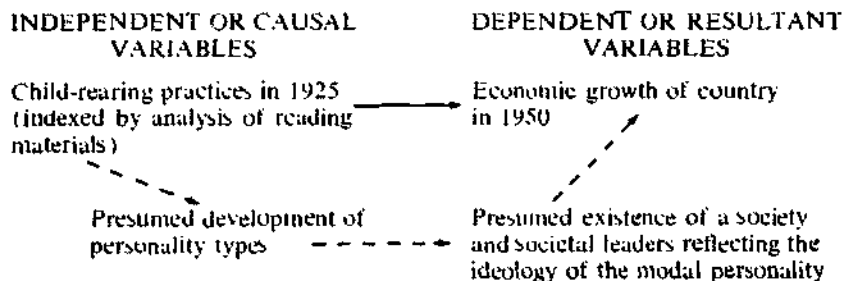 INDEPENDENT OR CAUSAL
VARIABLES
DEPENDENT OR RESULTANT
VARIABLES
Child-rearing practices in 1925
(indexed by analysis of reading
materials)
Economic growth of country
in 1950
Presumed development of
personality types
Presumed existence of a society
and societal leaders reflecting the
ideology of the modal personality